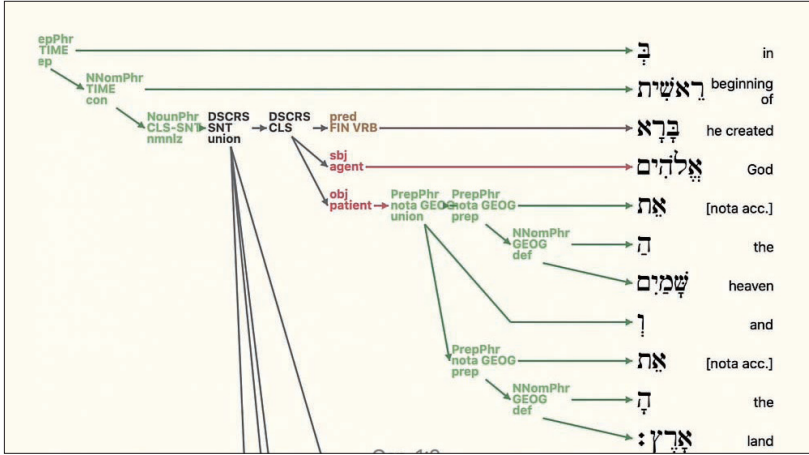 epPhr
TIME
ep
בְּ in
NNomPhr
TIME
con
רֵאשִׁית beginning of
NounPhr
CLS-SNT
nmnlz
DSCRS
SNT
union
DSCRS
CLS
pred
FIN VRB
בָּרָא he created
sbj
agent
אֱלֹהִים God
obj
patient
PrepPhr
nota GEOG
union
PrepPhr
nota GEOG
prep
אֵת [nota acc.]
NNomPhr
GEOG
def
הַ the
שָּׁמַיִם heaven
וְ and
PrepPhr
nota GEOG
prep
אֵת [nota acc.]
NNomPhr
GEOG
def
הָ the
אָרֶץ׃ land